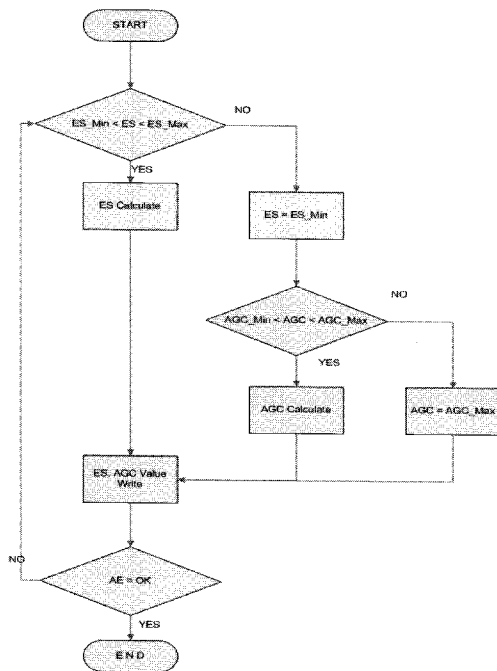 START
ES_Min < ES < ES_Max
NO
YES
ES Calculate
ES = ES_Min
AGC_Min < AGC < AGC_Max
NO
YES
AGC Calculate
AGC = AGC_Max
ES, AGC Value
Write
NO
AE = OK
YES
E N D